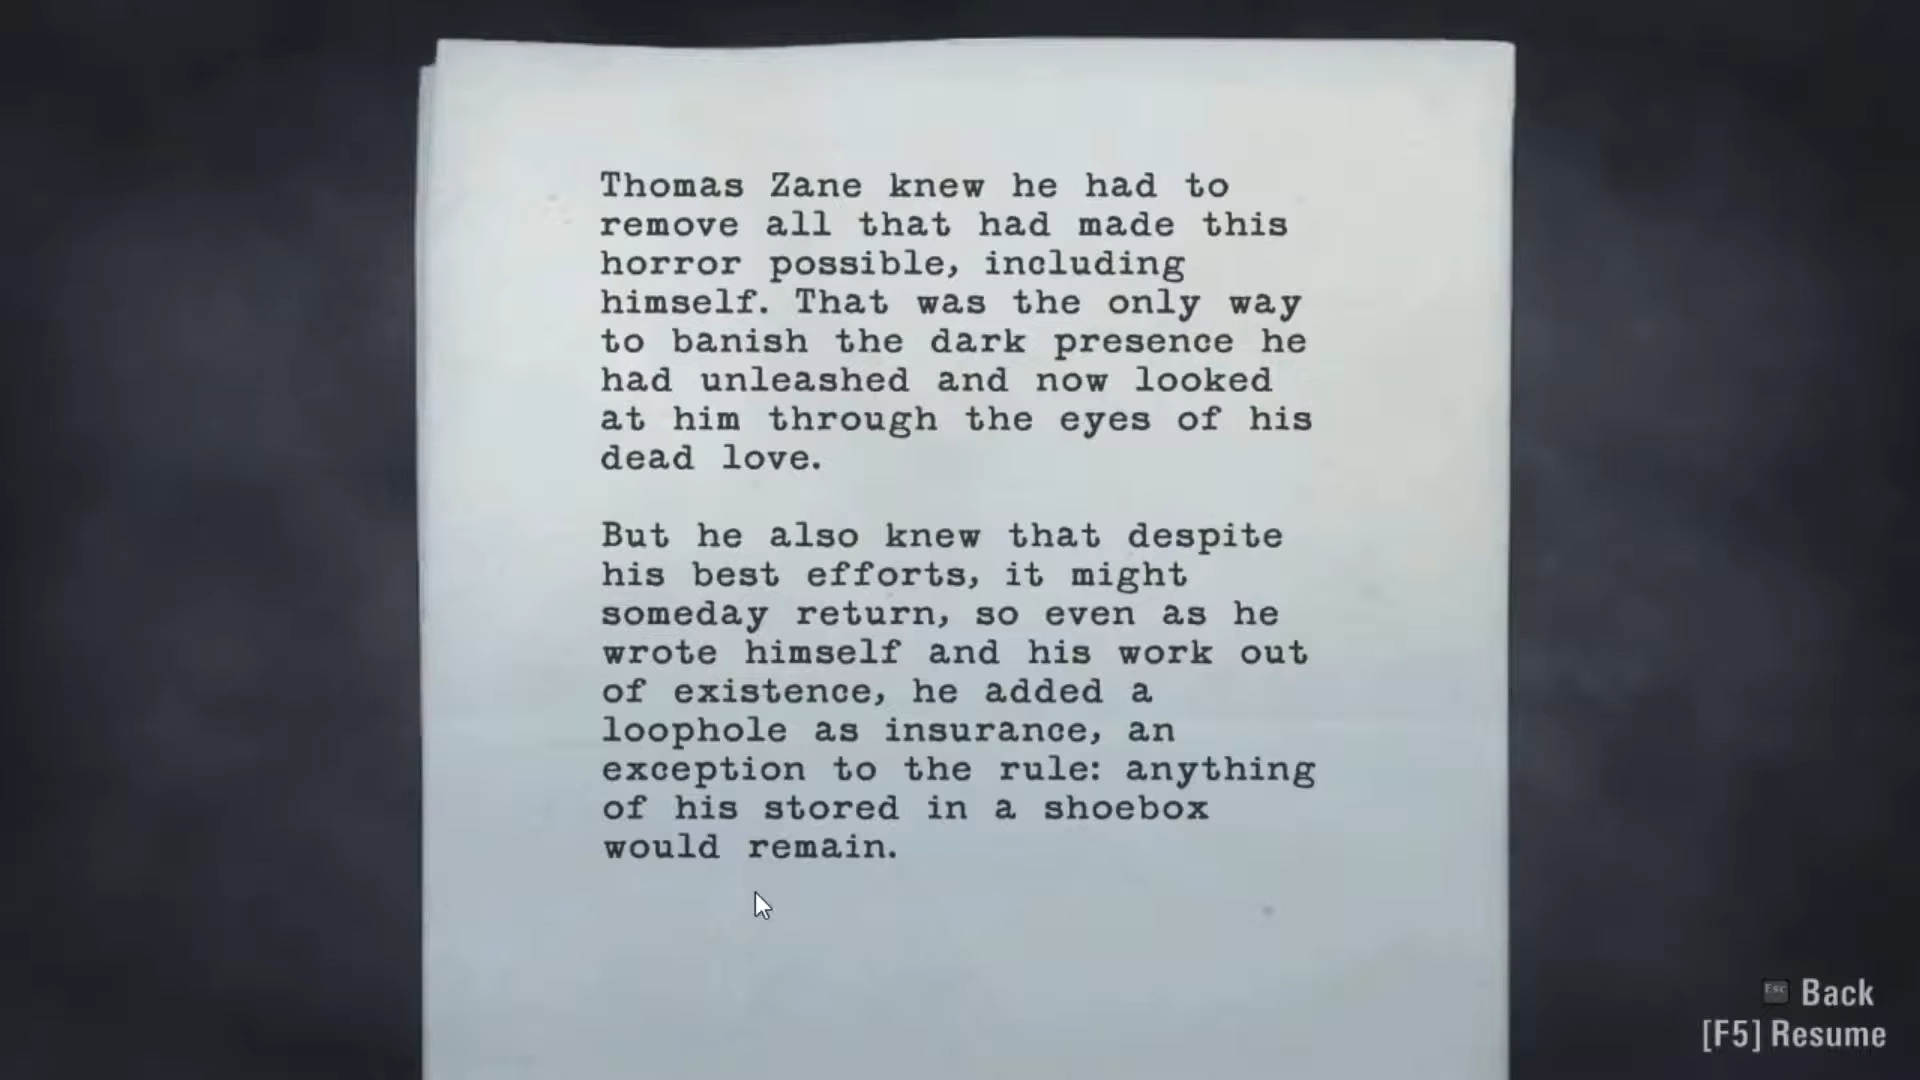 Thomas Zane knew he had to
remove all that had made this
horror possible, including
himself. That was the only way
to banish the dark presence he
had unleashed and now looked
at him through the eyes of his
dead love.
But he also knew that despite
his best efforts, it might
someday return, so even as he
wrote himself and his work out
of existence, he added a
loophole as insurance, an
exception to the rule: anything
of his stored in a shoebox
would remain.
Esc Back
[F5] Resume